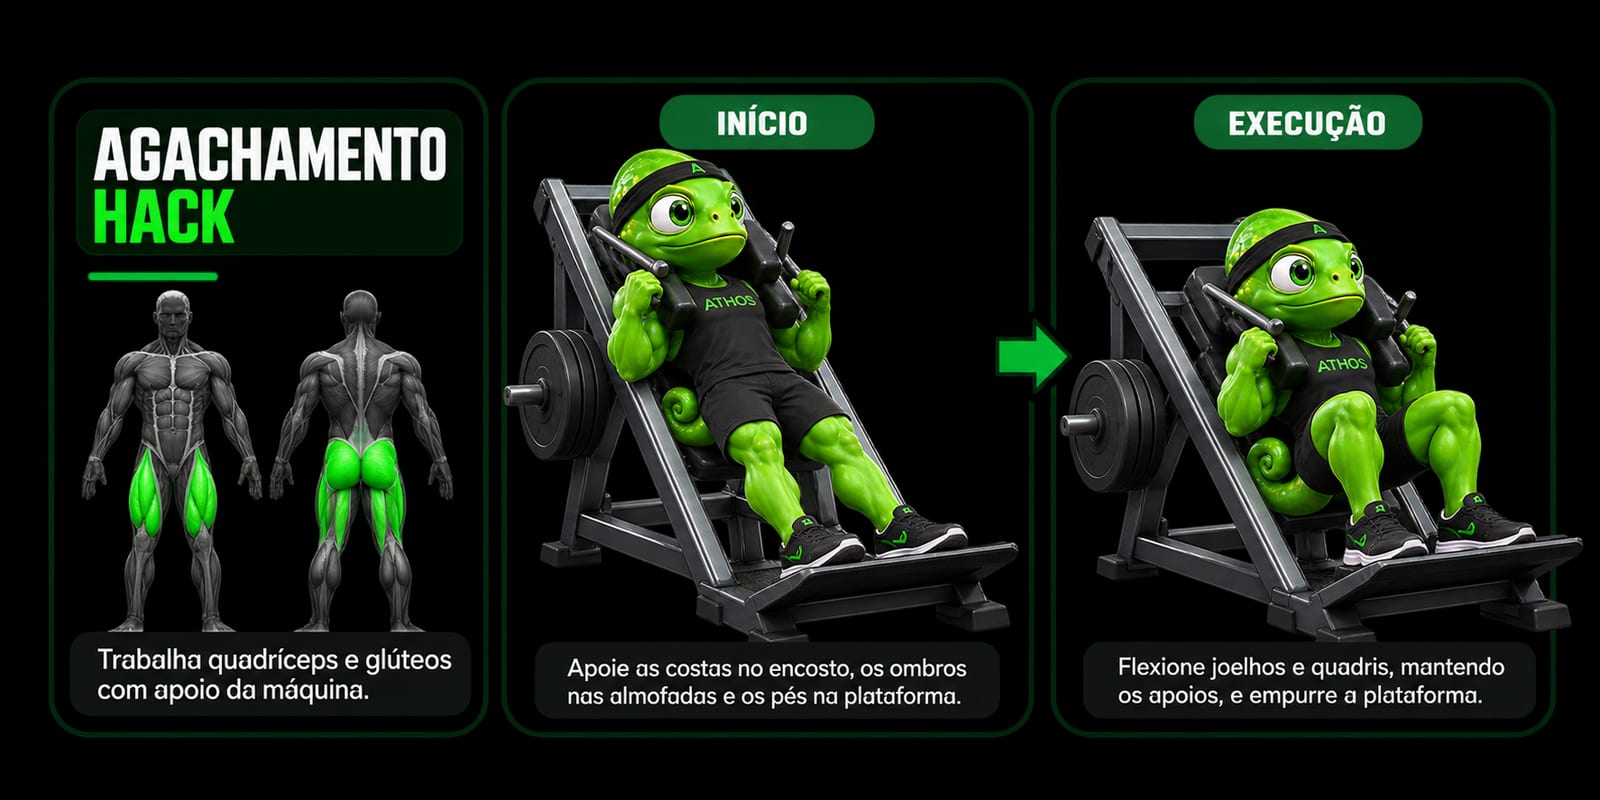 AGACHAMENTO
HACK
Trabalha quadríceps e glúteos
com apoio da máquina.
INÍCIO
A
ATHOS
Apoie as costas no encosto, os ombros
nas almofadas e os pés na plataforma.
EXECUÇÃO
A
ATHOS
Flexione joelhos e quadris, mantendo
os apoios, e empurre a plataforma.